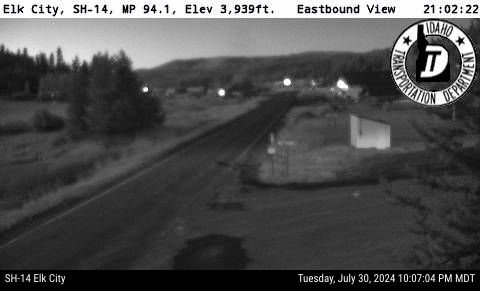 Elk City, SH-14, MP 94.1, Elev 3,939ft. Eastbound View 21:02:22
IDAHO
TRANSPORTATION DEPARTMENT
SH-14 Elk City Tuesday, July 30, 2024 10:07:04 PM MDT